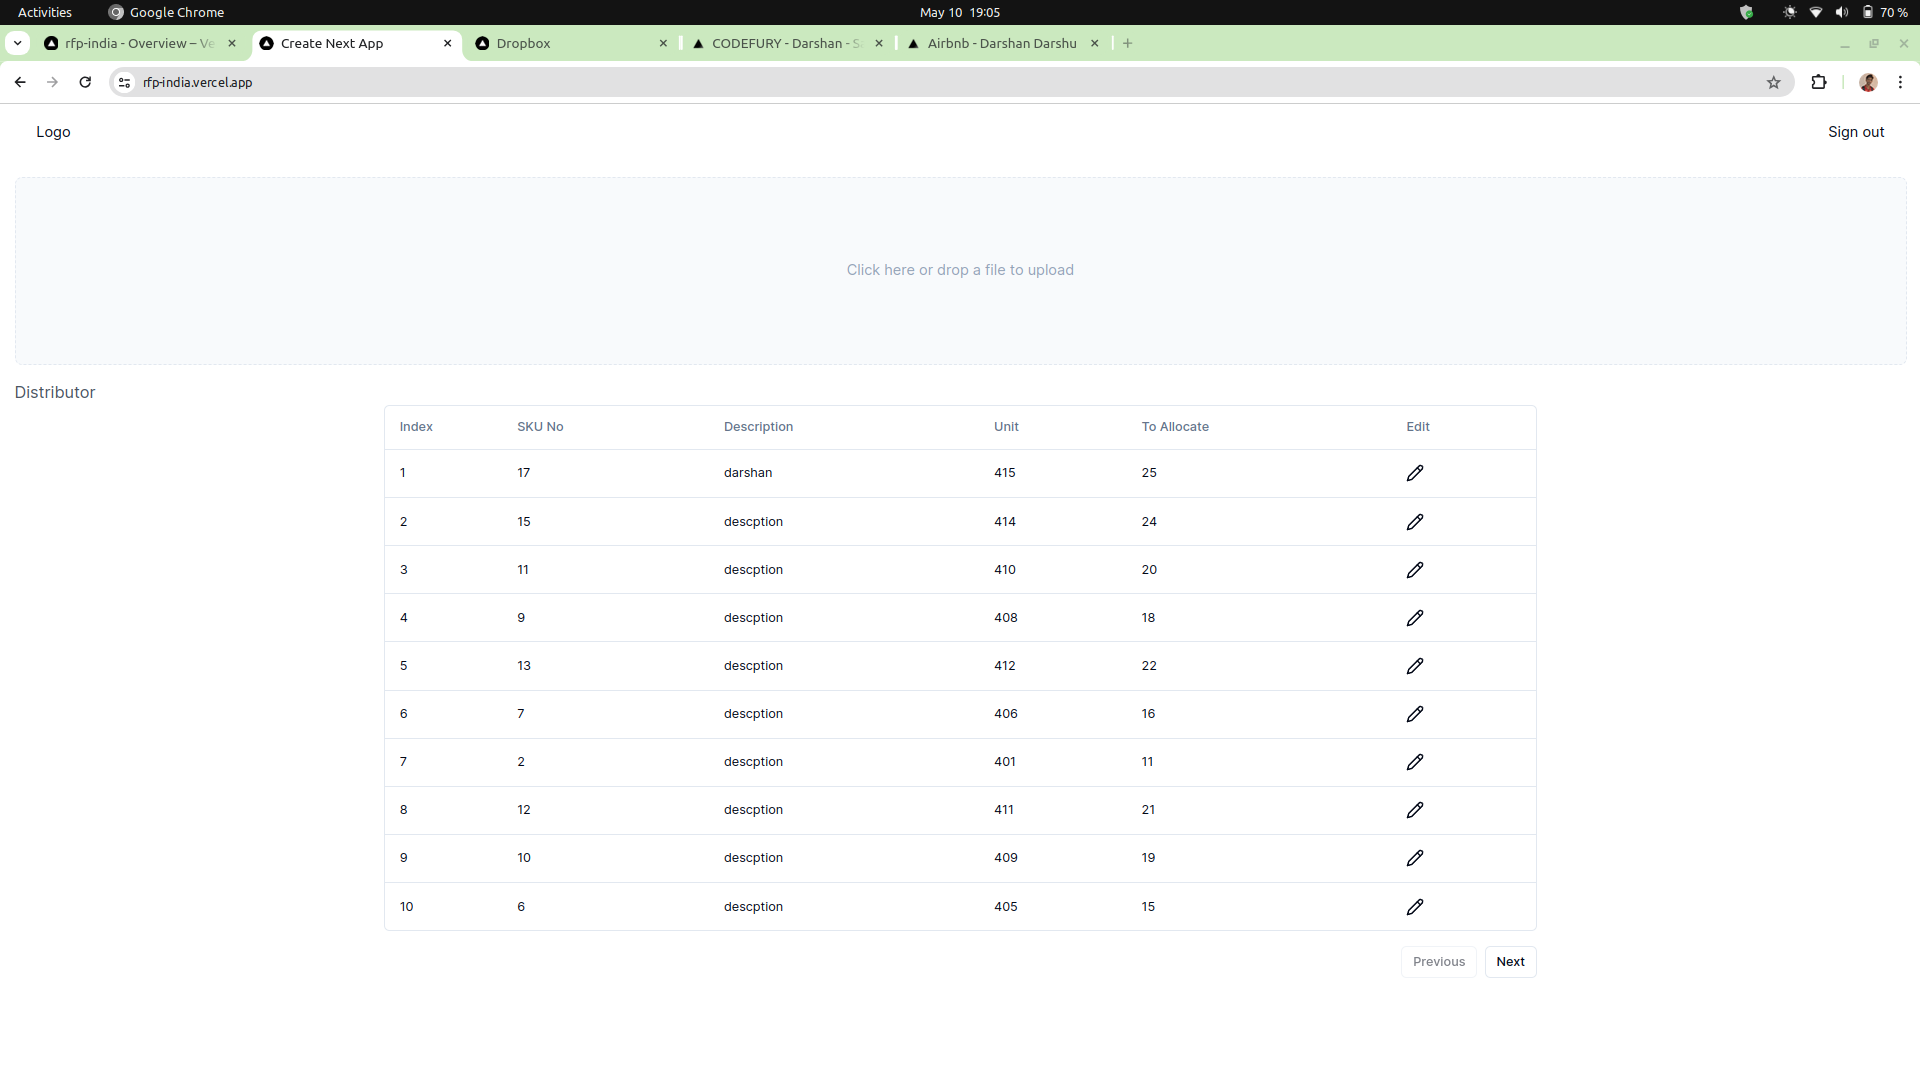 Activities Google Chrome May 10 19:05 70 %
rfp-india - Overview – Ve Create Next App Dropbox CODEFURY - Darshan - S Airbnb - Darshan Darshu
rfp-india.vercel.app
Logo Sign out
Click here or drop a file to upload
Distributor
Index SKU No Description Unit To Allocate Edit
1 17 darshan 415 25
2 15 descption 414 24
3 11 descption 410 20
4 9 descption 408 18
5 13 descption 412 22
6 7 descption 406 16
7 2 descption 401 11
8 12 descption 411 21
9 10 descption 409 19
10 6 descption 405 15
Previous Next